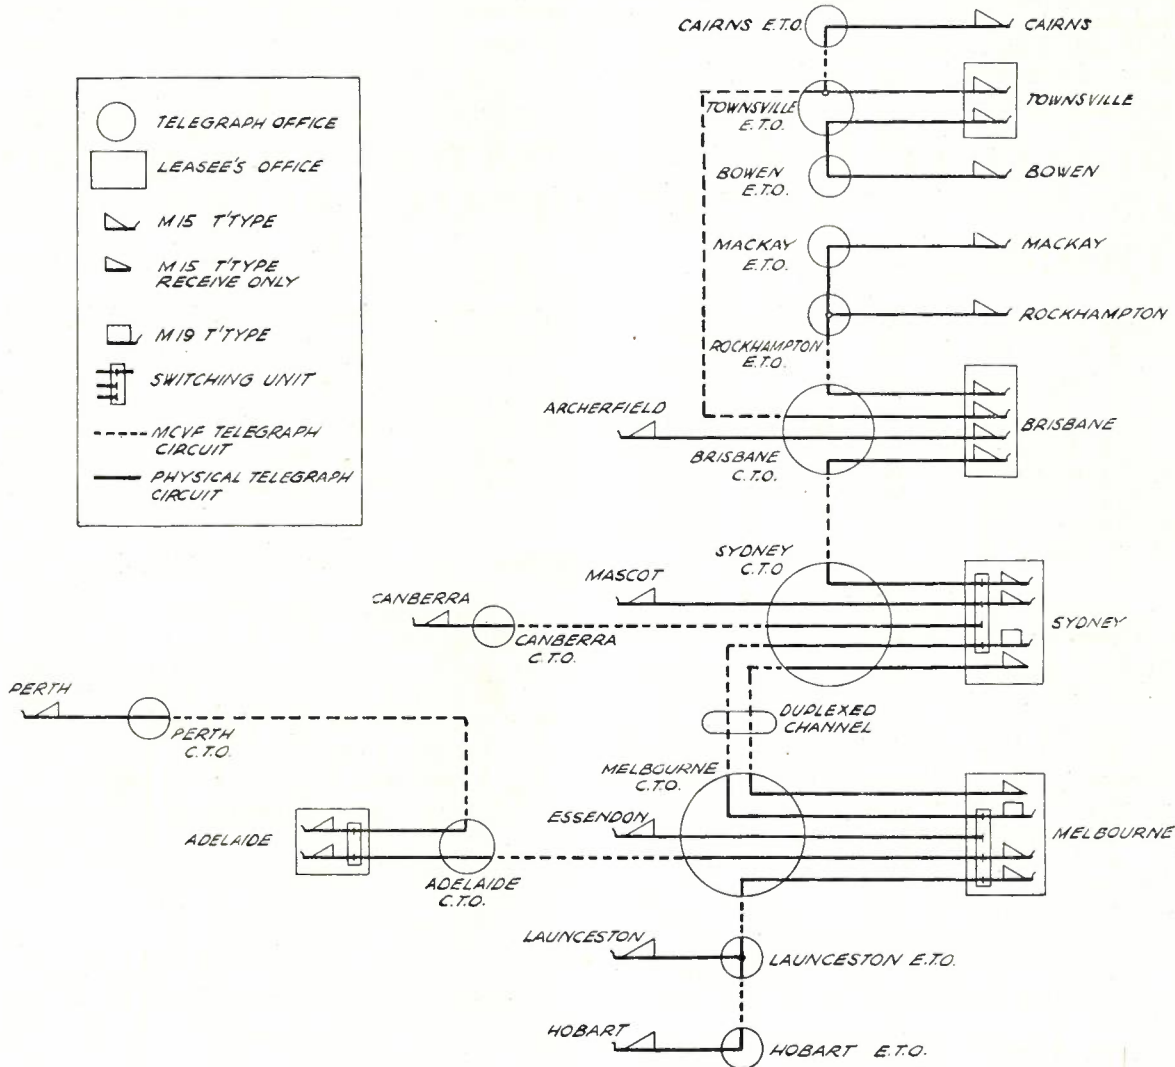 TELEGRAPH OFFICE
LEASEE'S OFFICE
M15 T'TYPE
M15 T'TYPE
RECEIVE ONLY
M19 T'TYPE
SWITCHING UNIT
MCVF TELEGRAPH
CIRCUIT
PHYSICAL TELEGRAPH
CIRCUIT
CAIRNS E.T.O.
CAIRNS
TOWNSVILLE
E.T.O.
TOWNSVILLE
BOWEN
E.T.O.
BOWEN
MACKAY
E.T.O.
MACKAY
ROCKHAMPTON
ROCKHAMPTON
E.T.O.
ARCHERFIELD
BRISBANE
BRISBANE
C.T.O.
SYDNEY
C.T.O
MASCOT
CANBERRA
SYDNEY
CANBERRA
C.T.O.
PERTH
PERTH
C.T.O.
DUPLEXED
CHANNEL
MELBOURNE
C.T.O.
ESSENDON
MELBOURNE
ADELAIDE
ADELAIDE
C.T.O.
LAUNCESTON
LAUNCESTON E.T.O.
HOBART
HOBART E.T.O.